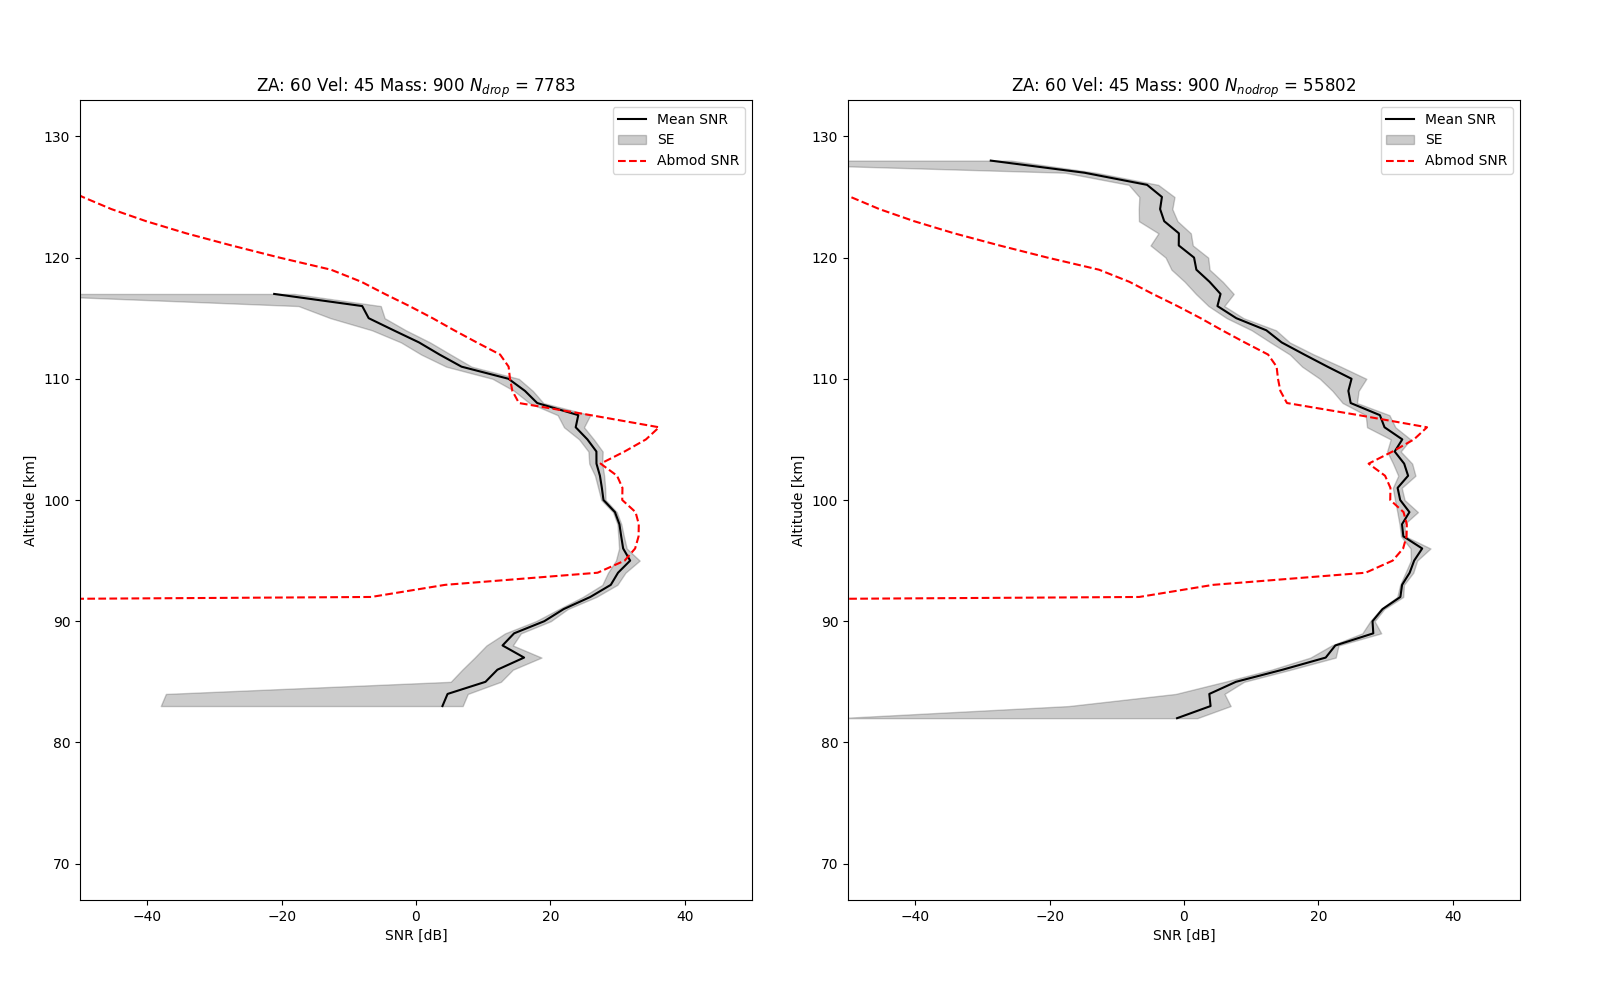 ZA: 60 Vel: 45 Mass: 900 N_drop = 7783
Mean SNR
SE
Abmod SNR
130
120
110
100
90
80
70
Altitude [km]
−40 −20 0 20 40
SNR [dB]
ZA: 60 Vel: 45 Mass: 900 N_nodrop = 55802
Mean SNR
SE
Abmod SNR
130
120
110
100
90
80
70
Altitude [km]
−40 −20 0 20 40
SNR [dB]